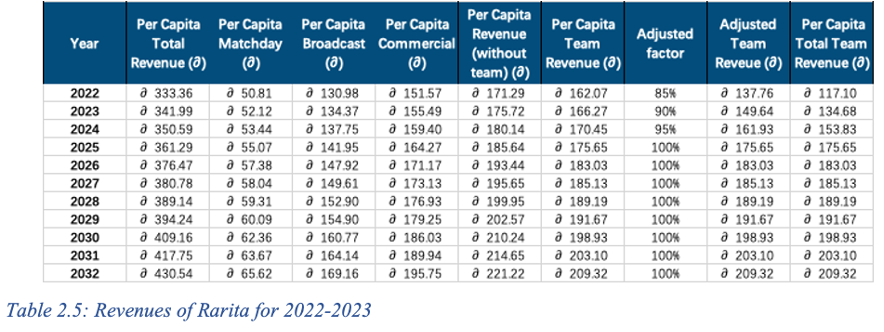 Year | Per Capita Total Revenue (∂) | Per Capita Matchday (∂) | Per Capita Broadcast (∂) | Per Capita Commercial (∂) | Per Capita Revenue (without team) (∂) | Per Capita Team Revenue (∂) | Adjusted factor | Adjusted Team Reveue (∂) | Per Capita Total Team Revenue (∂)
2022 | ∂ 333.36 | ∂ 50.81 | ∂ 130.98 | ∂ 151.57 | ∂ 171.29 | ∂ 162.07 | 85% | ∂ 137.76 | ∂ 117.10
2023 | ∂ 341.99 | ∂ 52.12 | ∂ 134.37 | ∂ 155.49 | ∂ 175.72 | ∂ 166.27 | 90% | ∂ 149.64 | ∂ 134.68
2024 | ∂ 350.59 | ∂ 53.44 | ∂ 137.75 | ∂ 159.40 | ∂ 180.14 | ∂ 170.45 | 95% | ∂ 161.93 | ∂ 153.83
2025 | ∂ 361.29 | ∂ 55.07 | ∂ 141.95 | ∂ 164.27 | ∂ 185.64 | ∂ 175.65 | 100% | ∂ 175.65 | ∂ 175.65
2026 | ∂ 376.47 | ∂ 57.38 | ∂ 147.92 | ∂ 171.17 | ∂ 193.44 | ∂ 183.03 | 100% | ∂ 183.03 | ∂ 183.03
2027 | ∂ 380.78 | ∂ 58.04 | ∂ 149.61 | ∂ 173.13 | ∂ 195.65 | ∂ 185.13 | 100% | ∂ 185.13 | ∂ 185.13
2028 | ∂ 389.14 | ∂ 59.31 | ∂ 152.90 | ∂ 176.93 | ∂ 199.95 | ∂ 189.19 | 100% | ∂ 189.19 | ∂ 189.19
2029 | ∂ 394.24 | ∂ 60.09 | ∂ 154.90 | ∂ 179.25 | ∂ 202.57 | ∂ 191.67 | 100% | ∂ 191.67 | ∂ 191.67
2030 | ∂ 409.16 | ∂ 62.36 | ∂ 160.77 | ∂ 186.03 | ∂ 210.24 | ∂ 198.93 | 100% | ∂ 198.93 | ∂ 198.93
2031 | ∂ 417.75 | ∂ 63.67 | ∂ 164.14 | ∂ 189.94 | ∂ 214.65 | ∂ 203.10 | 100% | ∂ 203.10 | ∂ 203.10
2032 | ∂ 430.54 | ∂ 65.62 | ∂ 169.16 | ∂ 195.75 | ∂ 221.22 | ∂ 209.32 | 100% | ∂ 209.32 | ∂ 209.32
Table 2.5: Revenues of Rarita for 2022-2023